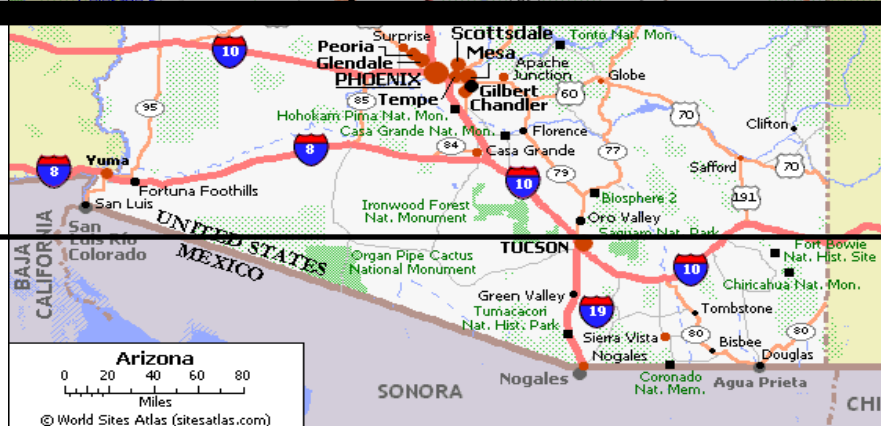 Surprise
Scottsdale
Tonto Nat. Mon.
10
Peoria
Mesa
Glendale
Apache
Junction
PHOENIX
Globe
Gilbert
60
Tempe
Chandler
85
95
Hohokam Pima Nat. Mon.
70
Casa Grande Nat. Mon.
Florence
Clifton
84
8
Casa Grande
77
Yuma
8
79
Safford
70
10
Fortuna Foothills
Biosphere 2
191
San Luis
Ironwood Forest
Nat. Monument
Oro Valley
San
Luis Rio
Colorado
UNITED STATES
MEXICO
Saguaro Nat. Park
TUCSON
BAJA
CALIFORNIA
Organ Pipe Cactus
National Monument
10
Fort Bowie
Nat. Hist. Site
Chiricahua Nat. Mon.
Green Valley
19
Tumacacori
Nat. Hist. Park
Tombstone
80
80
Sierra Vista
Bisbee
Nogales
Douglas
Arizona
0 20 40 60 80
Miles
© World Sites Atlas (sitesatlas.com)
SONORA
Nogales
Coronado
Nat. Mem.
Agua Prieta
CHI